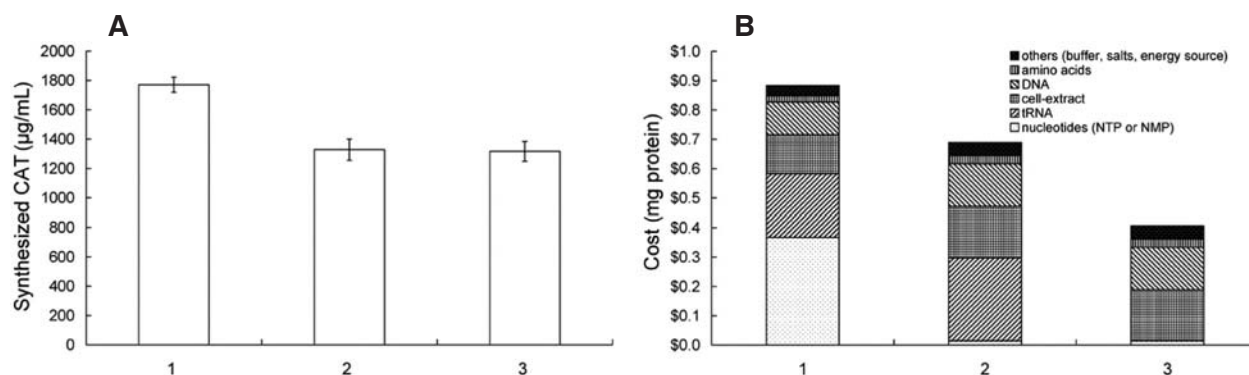 A
Synthesized CAT (µg/mL)
2000
1800
1600
1400
1200
1000
800
600
400
200
0
1 2 3
B
Cost (mg protein)
$1.0
$0.9
$0.8
$0.7
$0.6
$0.5
$0.4
$0.3
$0.2
$0.1
$0.0
others (buffer, salts, energy source)
amino acids
DNA
cell-extract
tRNA
nucleotides (NTP or NMP)
1 2 3